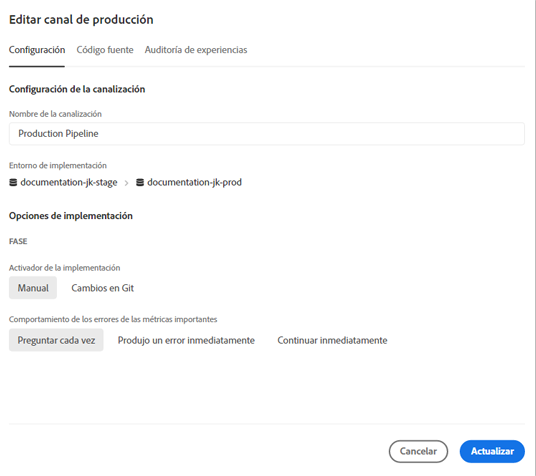 Editar canal de producción
Configuración Código fuente Auditoría de experiencias
Configuración de la canalización
Nombre de la canalización
Production Pipeline
Entorno de implementación
documentation-jk-stage > documentation-jk-prod
Opciones de implementación
FASE
Activador de la implementación
Manual Cambios en Git
Comportamiento de los errores de las métricas importantes
Preguntar cada vez Produjo un error inmediatamente Continuar inmediatamente
Cancelar Actualizar